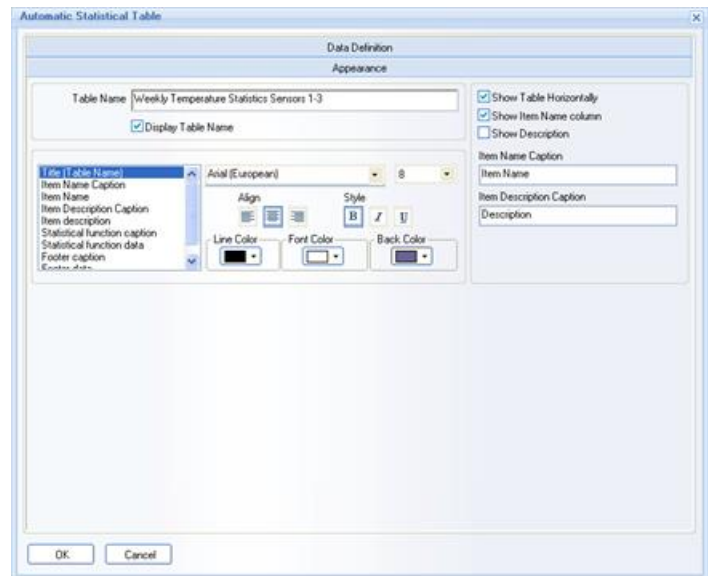 Automatic Statistical Table
Data Definition
Appearance
Table Name Weekly Temperature Statistics Sensors 1-3
Display Table Name
Show Table Horizontally
Show Item Name column
Show Description
Item Name Caption
Item Name
Item Description Caption
Description
Title (Table Name)
Item Name Caption
Item Name
Item Description Caption
Item description
Statistical function caption
Statistical function data
Footer caption
Footer data
Arial (European) 8
Align Style
B I U
Line Color Font Color Back Color
OK Cancel